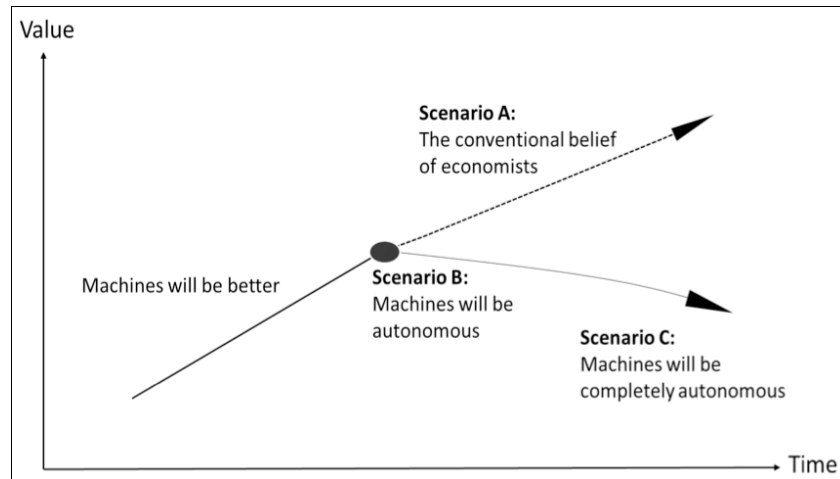 Value
Scenario A:
The conventional belief
of economists
Machines will be better
Scenario B:
Machines will be
autonomous
Scenario C:
Machines will be
completely autonomous
Time